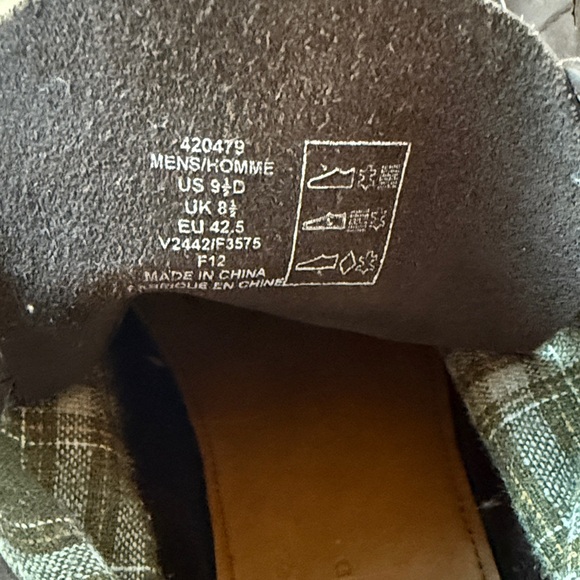 420479
MENS/HOMME
US 9½D
UK 8½
EU 42.5
V2442/F3575
F12
MADE IN CHINA
FABRIQUE EN CHINE